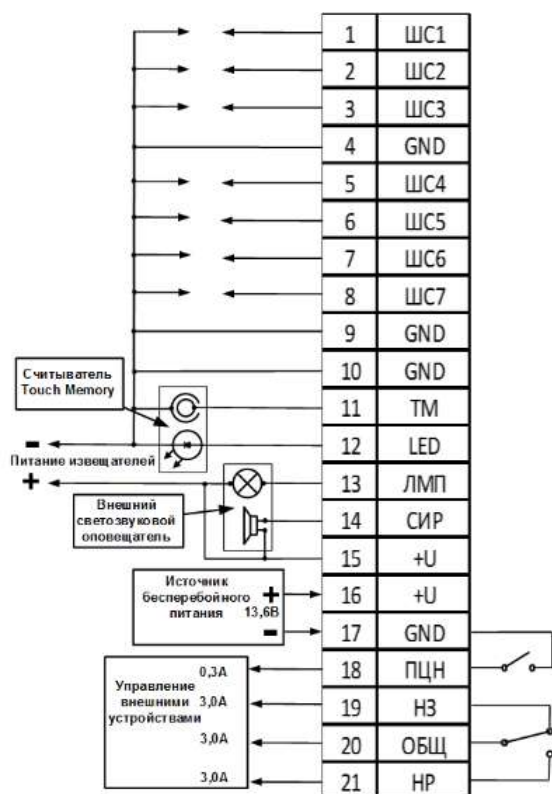 1 ШС1
2 ШС2
3 ШС3
4 GND
5 ШС4
6 ШС5
7 ШС6
8 ШС7
9 GND
10 GND
Считыватель
Touch Memory
11 ТМ
12 LED
-
Питание извещателей
+
13 ЛМП
Внешний
светозвуковой
оповещатель
14 СИР
15 +U
Источник
бесперебойного
питания
+
13,6В
-
16 +U
17 GND
18 ПЦН
0,3А
Управление
внешними
устройствами
3,0А
19 НЗ
3,0А
20 ОБЩ
3,0А
21 НР